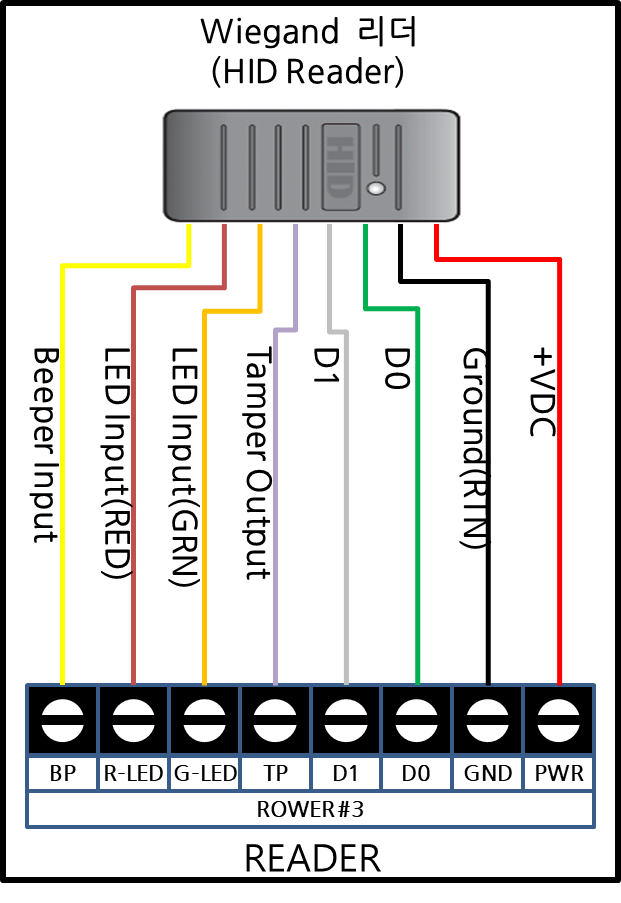 Wiegand 리더
(HID Reader)
HID
Beeper Input
LED Input(RED)
LED Input(GRN)
Tamper Output
D1
D0
Ground(RTN)
+VDC
BP R-LED G-LED TP D1 D0 GND PWR
ROWER#3
READER